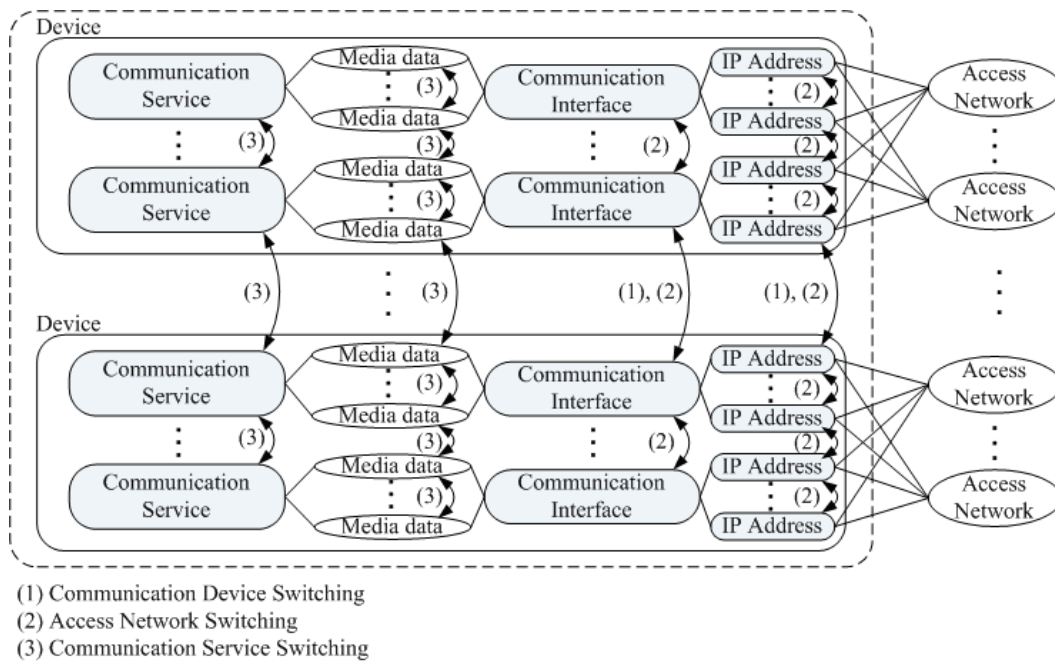 Device
Communication
Service
Media data
(3)
Media data
Communication
Interface
IP Address
(2)
IP Address
Access
Network
(3)
(3)
(2)
(2)
Communication
Service
Media data
(3)
Media data
Communication
Interface
IP Address
(2)
IP Address
Access
Network
(3)
(3)
(1), (2)
(1), (2)
Device
Communication
Service
Media data
(3)
Media data
Communication
Interface
IP Address
(2)
IP Address
Access
Network
(3)
(3)
(2)
(2)
Communication
Service
Media data
(3)
Media data
Communication
Interface
IP Address
(2)
IP Address
Access
Network
(1) Communication Device Switching
(2) Access Network Switching
(3) Communication Service Switching